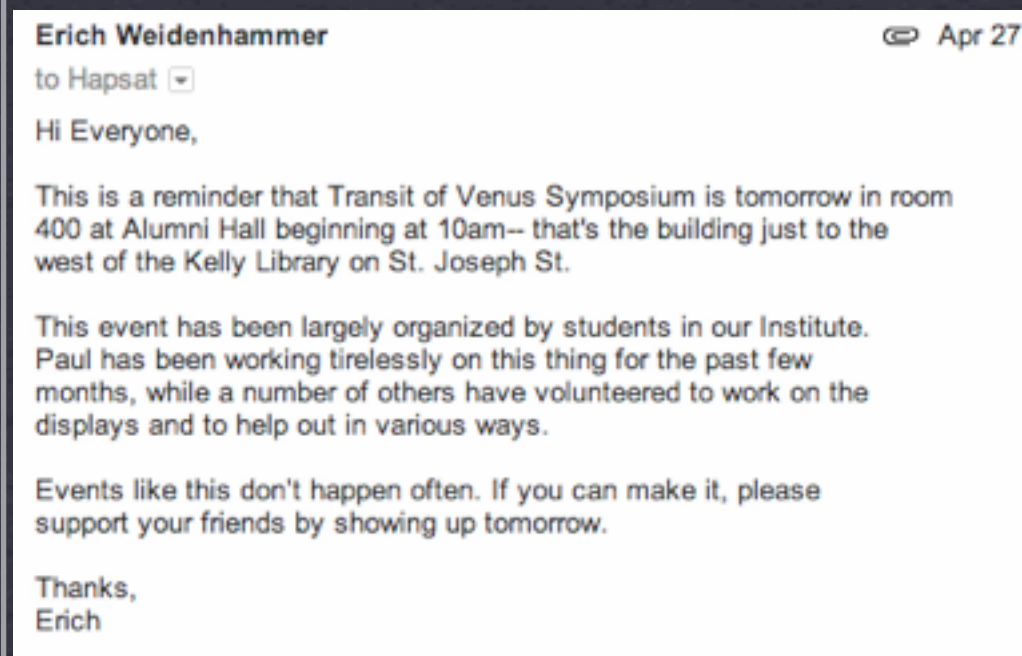 Erich Weidenhammer Apr 27
to Hapsat
Hi Everyone,
This is a reminder that Transit of Venus Symposium is tomorrow in room
400 at Alumni Hall beginning at 10am-- that's the building just to the
west of the Kelly Library on St. Joseph St.
This event has been largely organized by students in our Institute.
Paul has been working tirelessly on this thing for the past few
months, while a number of others have volunteered to work on the
displays and to help out in various ways.
Events like this don't happen often. If you can make it, please
support your friends by showing up tomorrow.
Thanks,
Erich